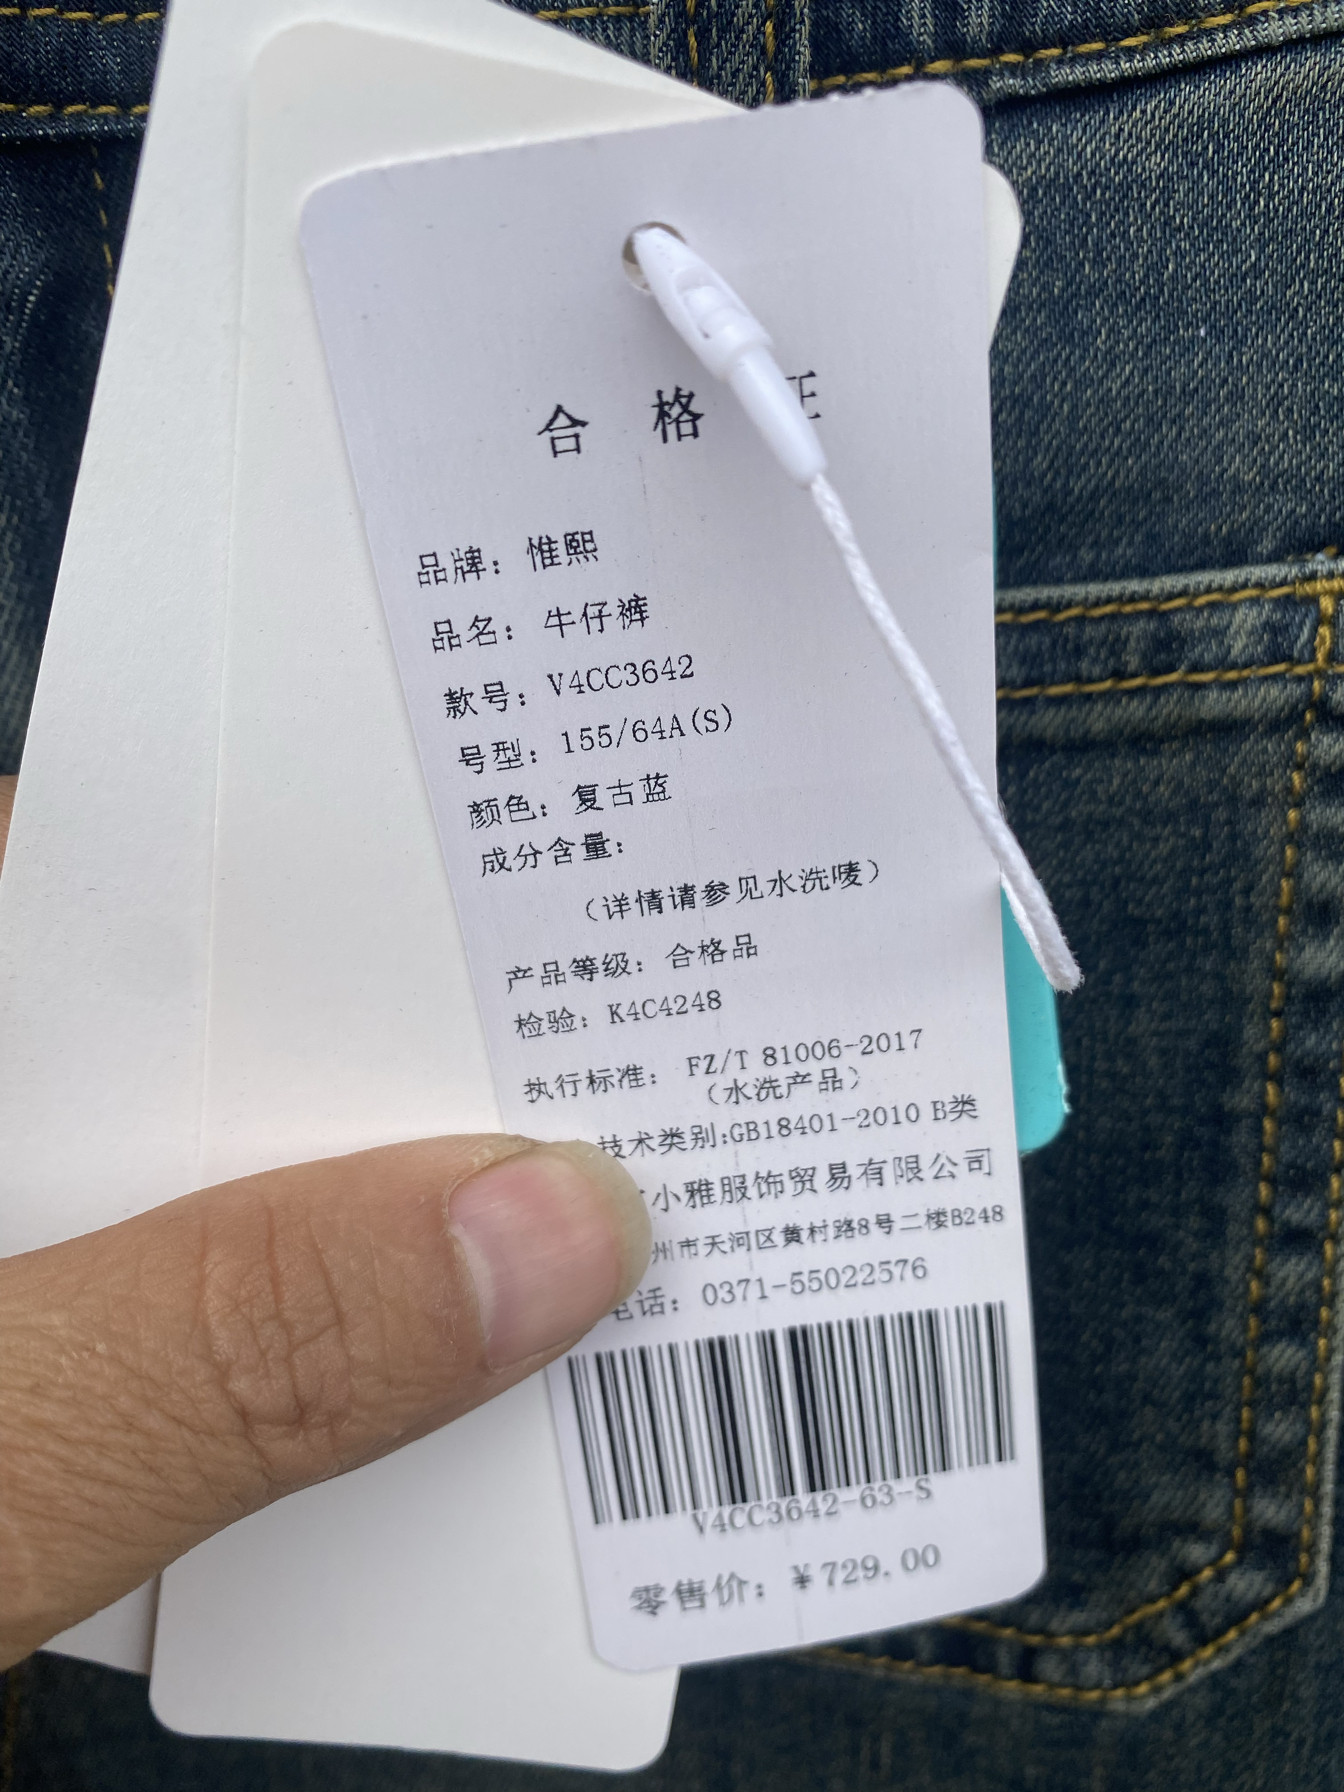 合 格
品牌：惟熙
品名：牛仔裤
款号：V4CC3642
号型：155/64A(S)
颜色：复古蓝
成分含量：
（详情请参见水洗唛）
产品等级：合格品
检验：K4C4248
执行标准：FZ/T 81006-2017
（水洗产品）
技术类别:GB18401-2010 B类
小雅服饰贸易有限公司
州市天河区黄村路8号二楼B248
电话：0371-55022576
V4CC3642-63-S
零售价：¥729.00